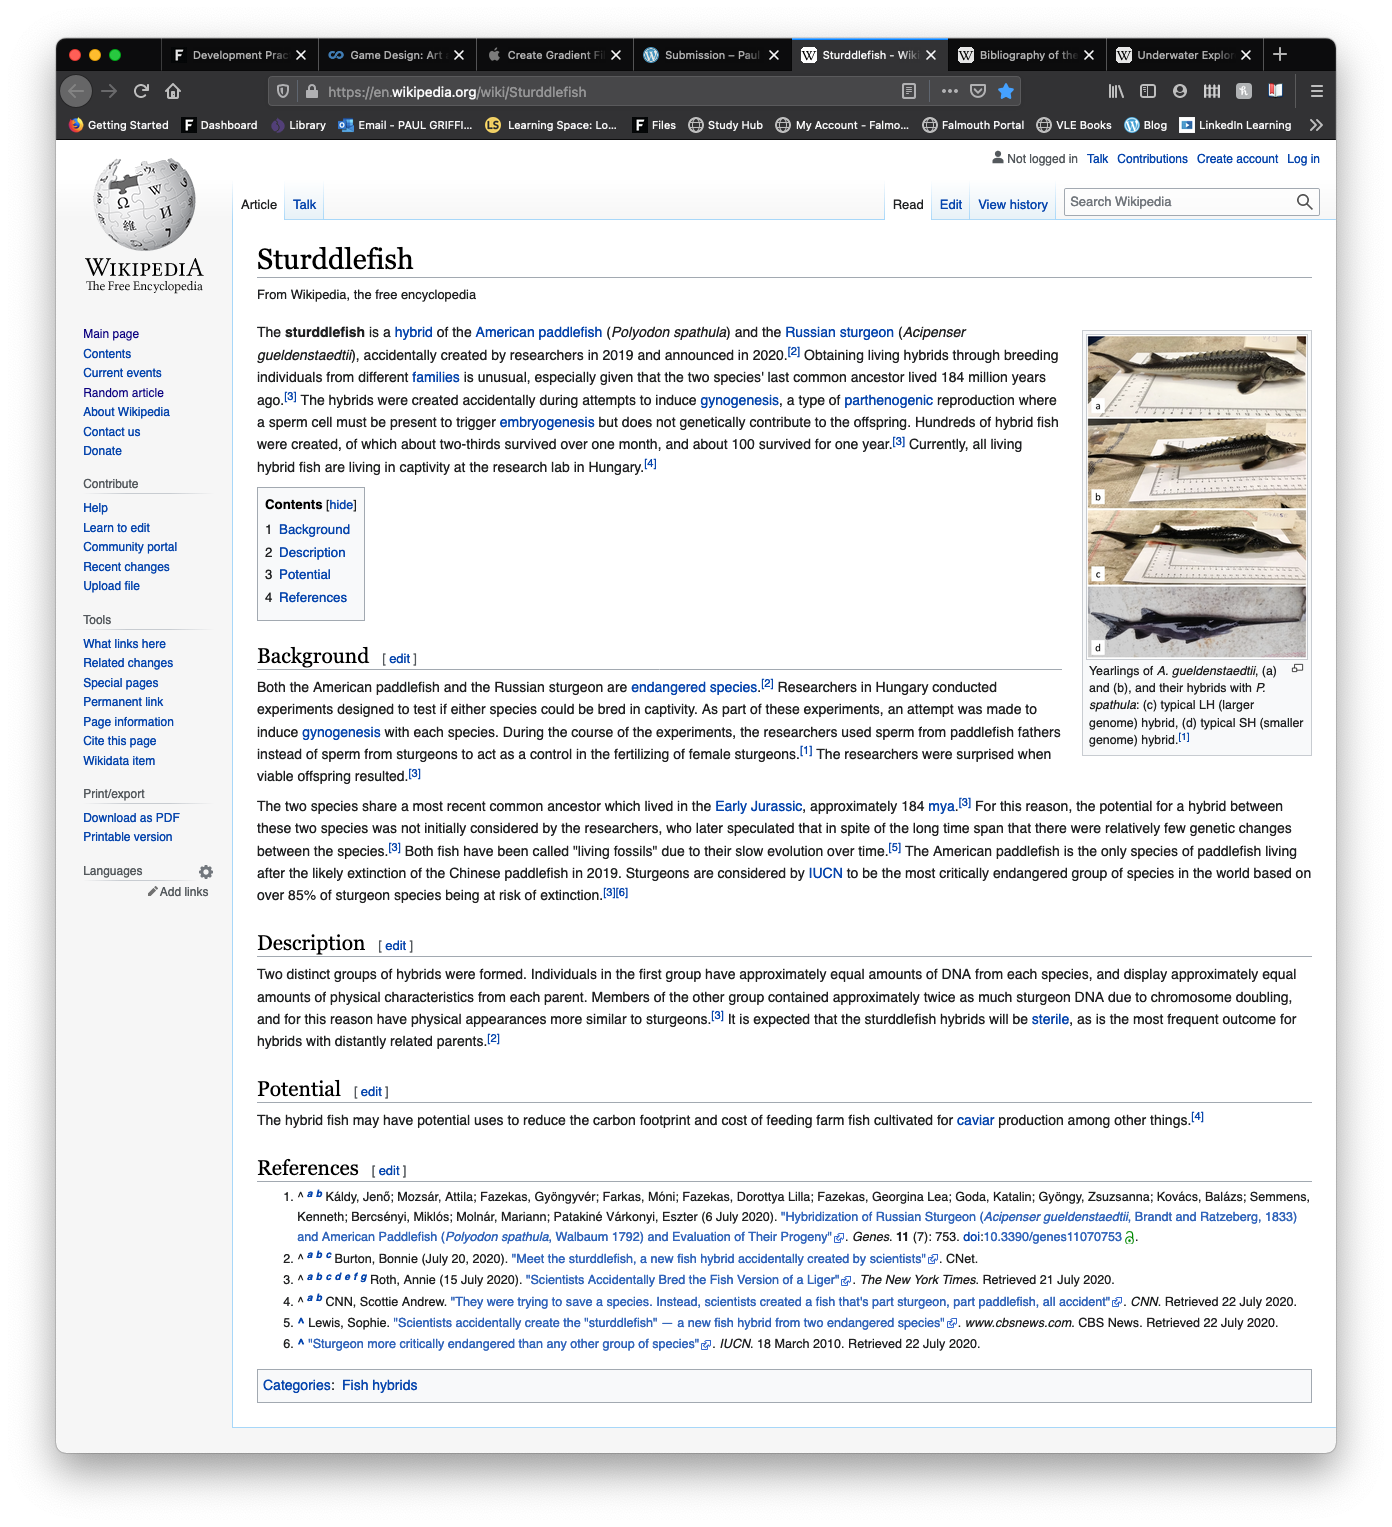 Development Prac
Game Design: Art
Create Gradient Fi
Submission – Paul
Sturddlefish - Wiki
Bibliography of the
Underwater Explor
https://en.wikipedia.org/wiki/Sturddlefish
Getting Started
Dashboard
Library
Email - PAUL GRIFFI...
Learning Space: Lo...
Files
Study Hub
My Account - Falmo...
Falmouth Portal
VLE Books
Blog
LinkedIn Learning
Not logged in Talk Contributions Create account Log in
Article Talk
Read Edit View history
Search Wikipedia
WIKIPEDIA
The Free Encyclopedia
Main page
Contents
Current events
Random article
About Wikipedia
Contact us
Donate
Contribute
Help
Learn to edit
Community portal
Recent changes
Upload file
Tools
What links here
Related changes
Special pages
Permanent link
Page information
Cite this page
Wikidata item
Print/export
Download as PDF
Printable version
Languages
Add links
Sturddlefish
From Wikipedia, the free encyclopedia
The sturddlefish is a hybrid of the American paddlefish (Polyodon spathula) and the Russian sturgeon (Acipenser
gueldenstaedtii), accidentally created by researchers in 2019 and announced in 2020.[2] Obtaining living hybrids through breeding
individuals from different families is unusual, especially given that the two species' last common ancestor lived 184 million years
ago.[3] The hybrids were created accidentally during attempts to induce gynogenesis, a type of parthenogenic reproduction where
a sperm cell must be present to trigger embryogenesis but does not genetically contribute to the offspring. Hundreds of hybrid fish
were created, of which about two-thirds survived over one month, and about 100 survived for one year.[3] Currently, all living
hybrid fish are living in captivity at the research lab in Hungary.[4]
a
b
c
d
Yearlings of A. gueldenstaedtii, (a)
and (b), and their hybrids with P.
spathula: (c) typical LH (larger
genome) hybrid, (d) typical SH (smaller
genome) hybrid.[1]
Contents [hide]
1 Background
2 Description
3 Potential
4 References
Background [ edit ]
Both the American paddlefish and the Russian sturgeon are endangered species.[2] Researchers in Hungary conducted
experiments designed to test if either species could be bred in captivity. As part of these experiments, an attempt was made to
induce gynogenesis with each species. During the course of the experiments, the researchers used sperm from paddlefish fathers
instead of sperm from sturgeons to act as a control in the fertilizing of female sturgeons.[1] The researchers were surprised when
viable offspring resulted.[3]
The two species share a most recent common ancestor which lived in the Early Jurassic, approximately 184 mya.[3] For this reason, the potential for a hybrid between
these two species was not initially considered by the researchers, who later speculated that in spite of the long time span that there were relatively few genetic changes
between the species.[3] Both fish have been called "living fossils" due to their slow evolution over time.[5] The American paddlefish is the only species of paddlefish living
after the likely extinction of the Chinese paddlefish in 2019. Sturgeons are considered by IUCN to be the most critically endangered group of species in the world based on
over 85% of sturgeon species being at risk of extinction.[3][6]
Description [ edit ]
Two distinct groups of hybrids were formed. Individuals in the first group have approximately equal amounts of DNA from each species, and display approximately equal
amounts of physical characteristics from each parent. Members of the other group contained approximately twice as much sturgeon DNA due to chromosome doubling,
and for this reason have physical appearances more similar to sturgeons.[3] It is expected that the sturddlefish hybrids will be sterile, as is the most frequent outcome for
hybrids with distantly related parents.[2]
Potential [ edit ]
The hybrid fish may have potential uses to reduce the carbon footprint and cost of feeding farm fish cultivated for caviar production among other things.[4]
References [ edit ]
1. ^ a b Káldy, Jenő; Mozsár, Attila; Fazekas, Gyöngyvér; Farkas, Móni; Fazekas, Dorottya Lilla; Fazekas, Georgina Lea; Goda, Katalin; Gyöngy, Zsuzsanna; Kovács, Balázs; Semmens,
Kenneth; Bercsényi, Miklós; Molnár, Mariann; Patakiné Várkonyi, Eszter (6 July 2020). "Hybridization of Russian Sturgeon (Acipenser gueldenstaedtii, Brandt and Ratzeberg, 1833)
and American Paddlefish (Polyodon spathula, Walbaum 1792) and Evaluation of Their Progeny". Genes. 11 (7): 753. doi:10.3390/genes11070753.
2. ^ a b c Burton, Bonnie (July 20, 2020). "Meet the sturddlefish, a new fish hybrid accidentally created by scientists". CNet.
3. ^ a b c d e f g Roth, Annie (15 July 2020). "Scientists Accidentally Bred the Fish Version of a Liger". The New York Times. Retrieved 21 July 2020.
4. ^ a b CNN, Scottie Andrew. "They were trying to save a species. Instead, scientists created a fish that's part sturgeon, part paddlefish, all accident". CNN. Retrieved 22 July 2020.
5. ^ Lewis, Sophie. "Scientists accidentally create the "sturddlefish" — a new fish hybrid from two endangered species". www.cbsnews.com. CBS News. Retrieved 22 July 2020.
6. ^ "Sturgeon more critically endangered than any other group of species". IUCN. 18 March 2010. Retrieved 22 July 2020.
Categories: Fish hybrids